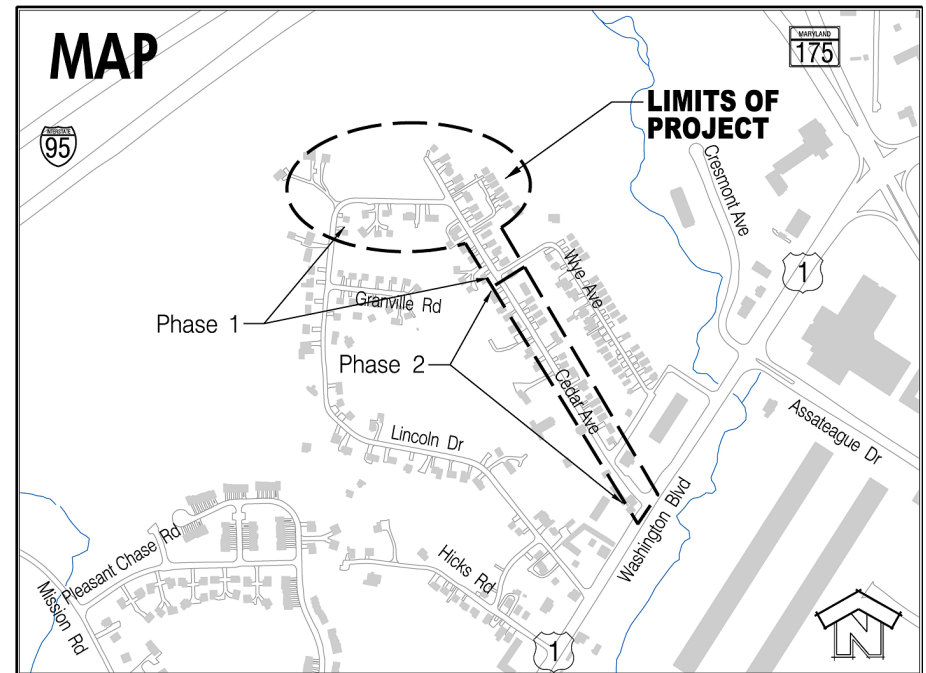 MAP
MARYLAND
175
INTERSTATE
95
LIMITS OF
PROJECT
Cresmont Ave
1
Wye Ave
Granville Rd
Phase 1
Phase 2
Cedar Ave
Lincoln Dr
Assateague Dr
Washington Blvd
Pleasant Chase Rd
Hicks Rd
Mission Rd
1
N